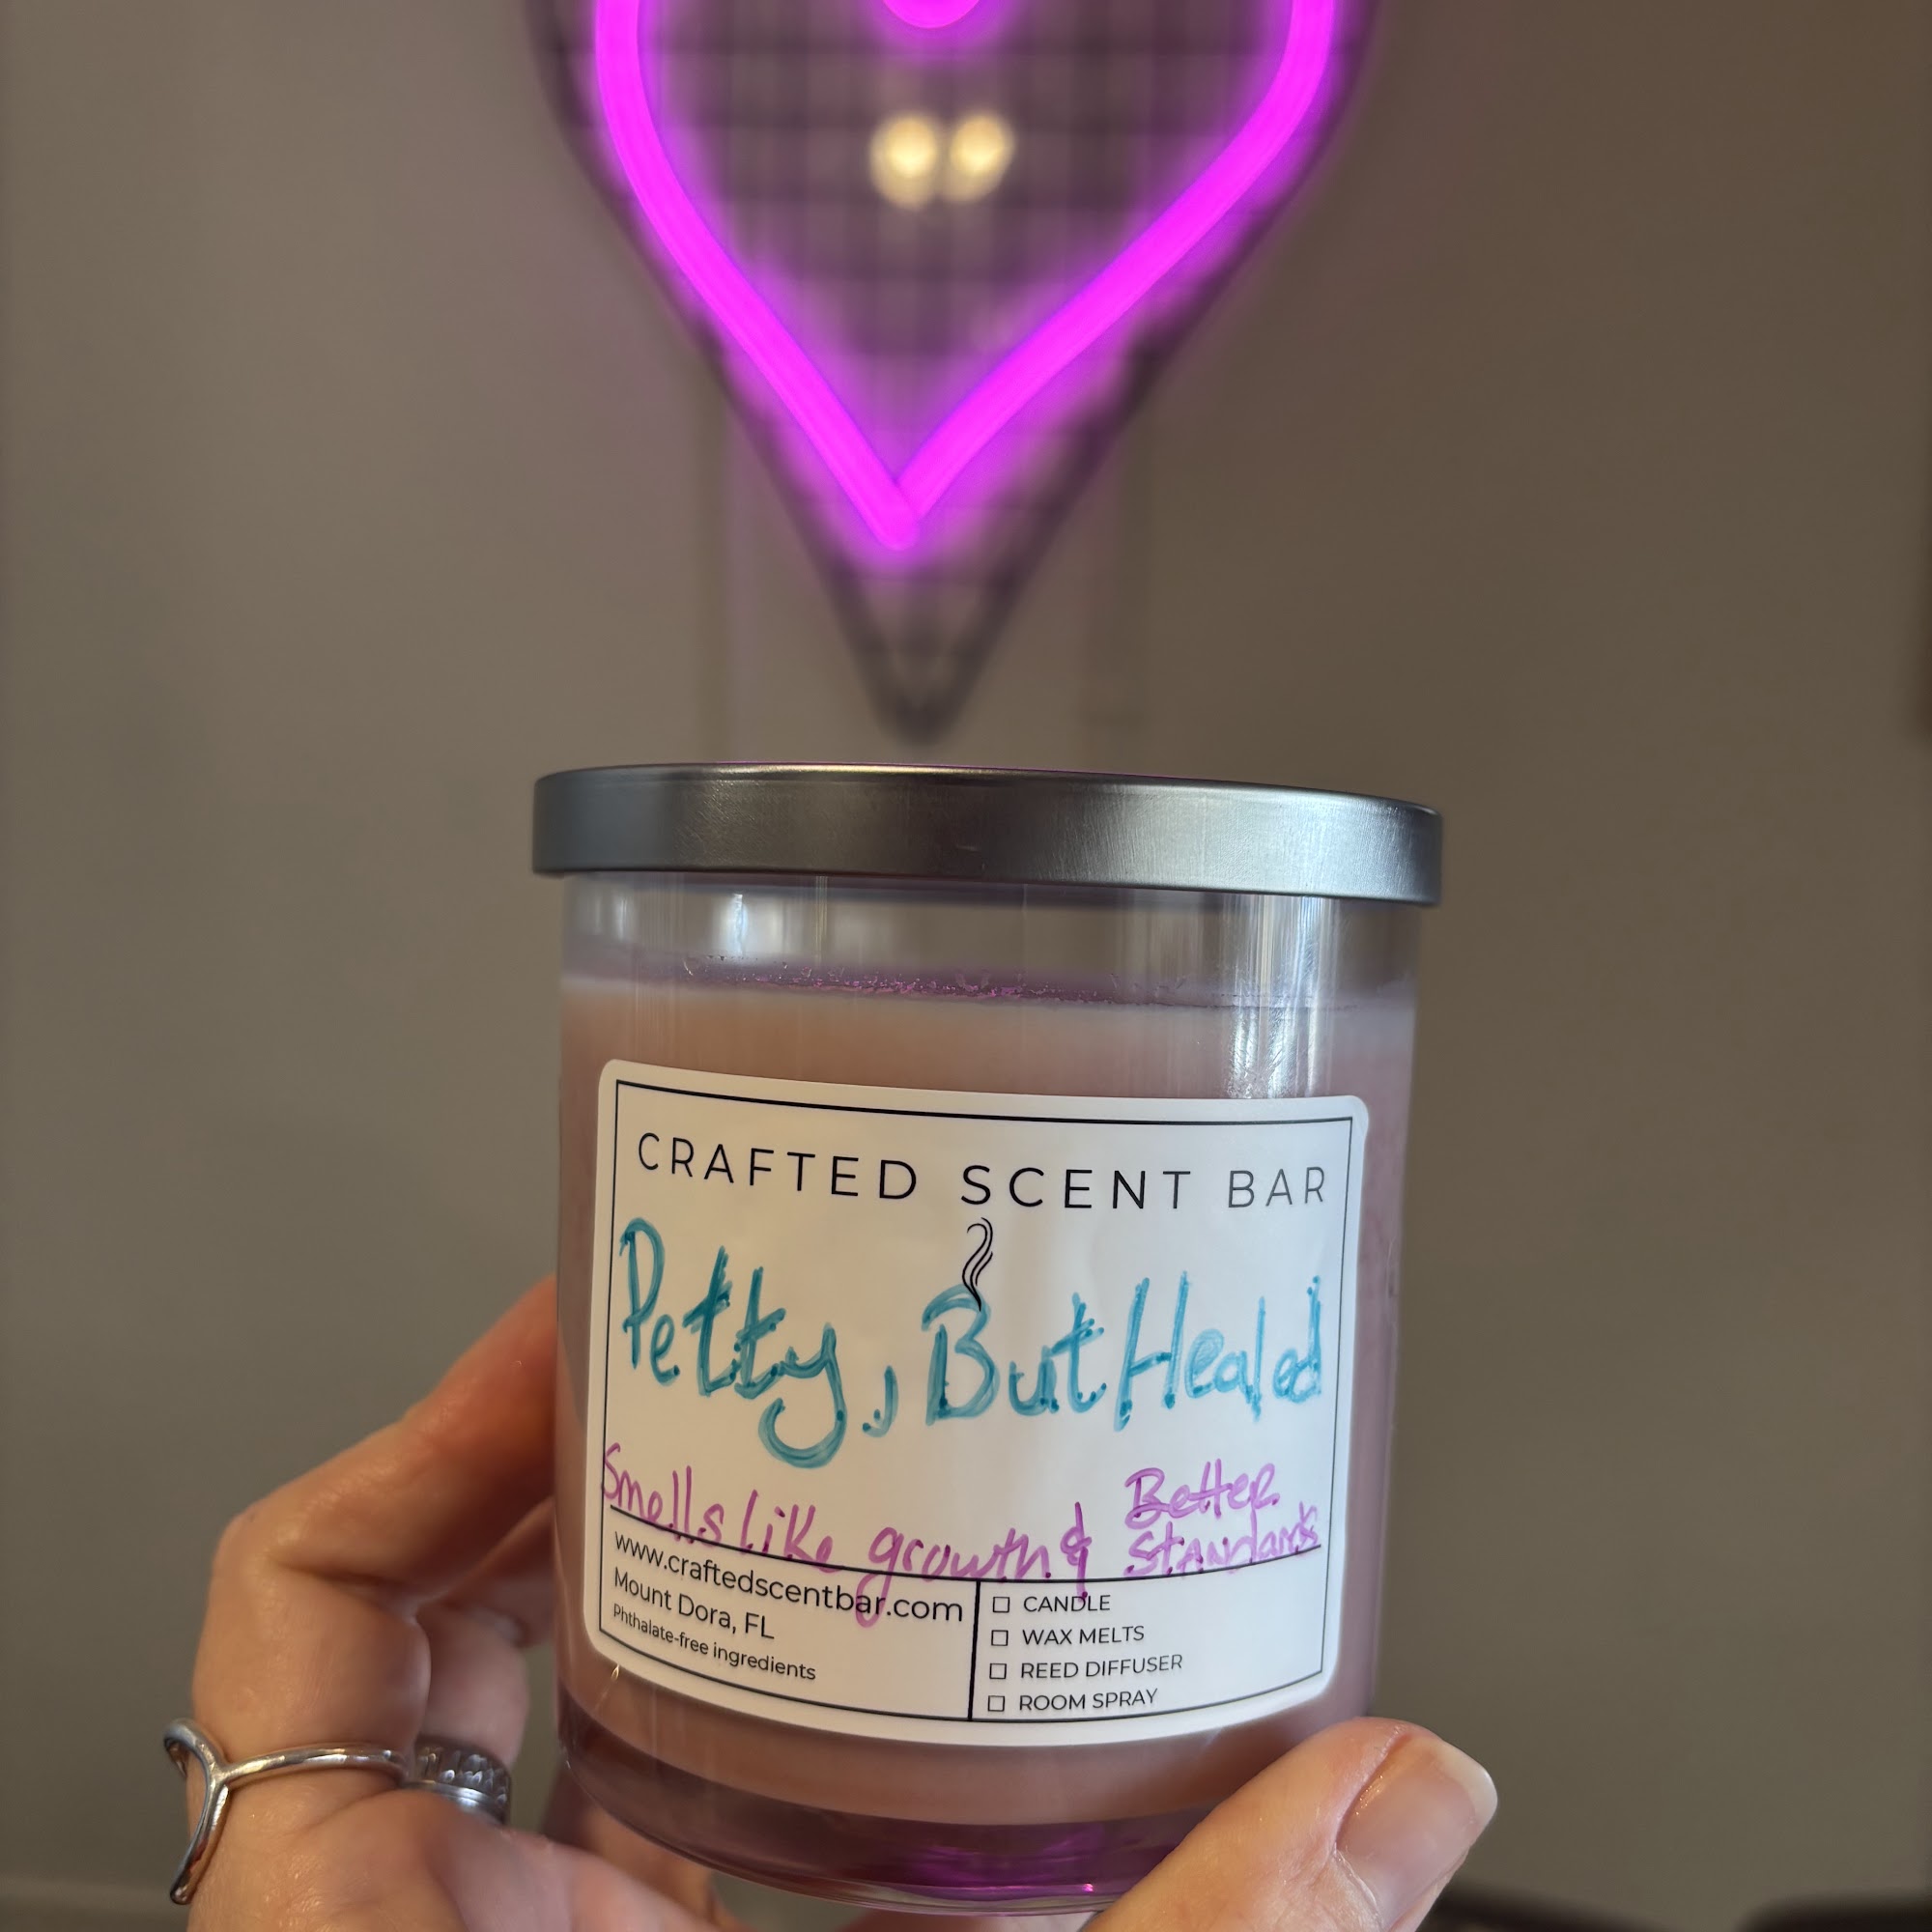 CRAFTED SCENT BAR
Petty, But Healed
Smells like growth & Better
Standards
www.craftedscentbar.com
Mount Dora, FL
Phthalate-free ingredients
☐ CANDLE
☐ WAX MELTS
☐ REED DIFFUSER
☐ ROOM SPRAY